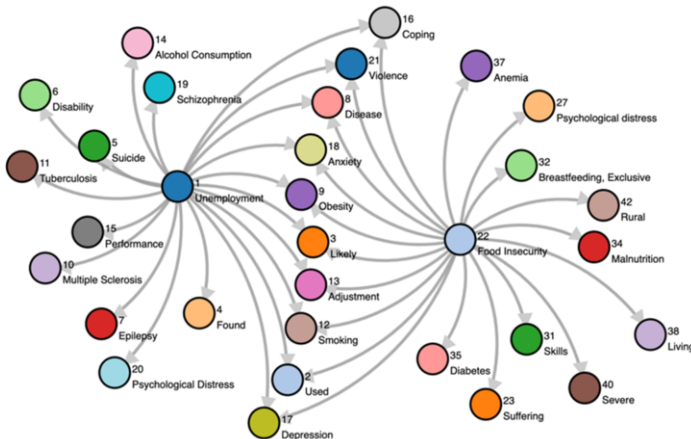 16
Coping
14
Alcohol Consumption
21
Violence
37
Anemia
19
Schizophrenia
6
Disability
8
Disease
27
Psychological distress
5
Suicide
18
Anxiety
11
Tuberculosis
32
Breastfeeding, Exclusive
1
Unemployment
9
Obesity
42
Rural
15
Performance
3
Likely
22
Food Insecurity
34
Malnutrition
10
Multiple Sclerosis
13
Adjustment
4
Found
7
Epilepsy
12
Smoking
31
Skills
38
Living
35
Diabetes
20
Psychological Distress
2
Used
40
Severe
23
Suffering
17
Depression